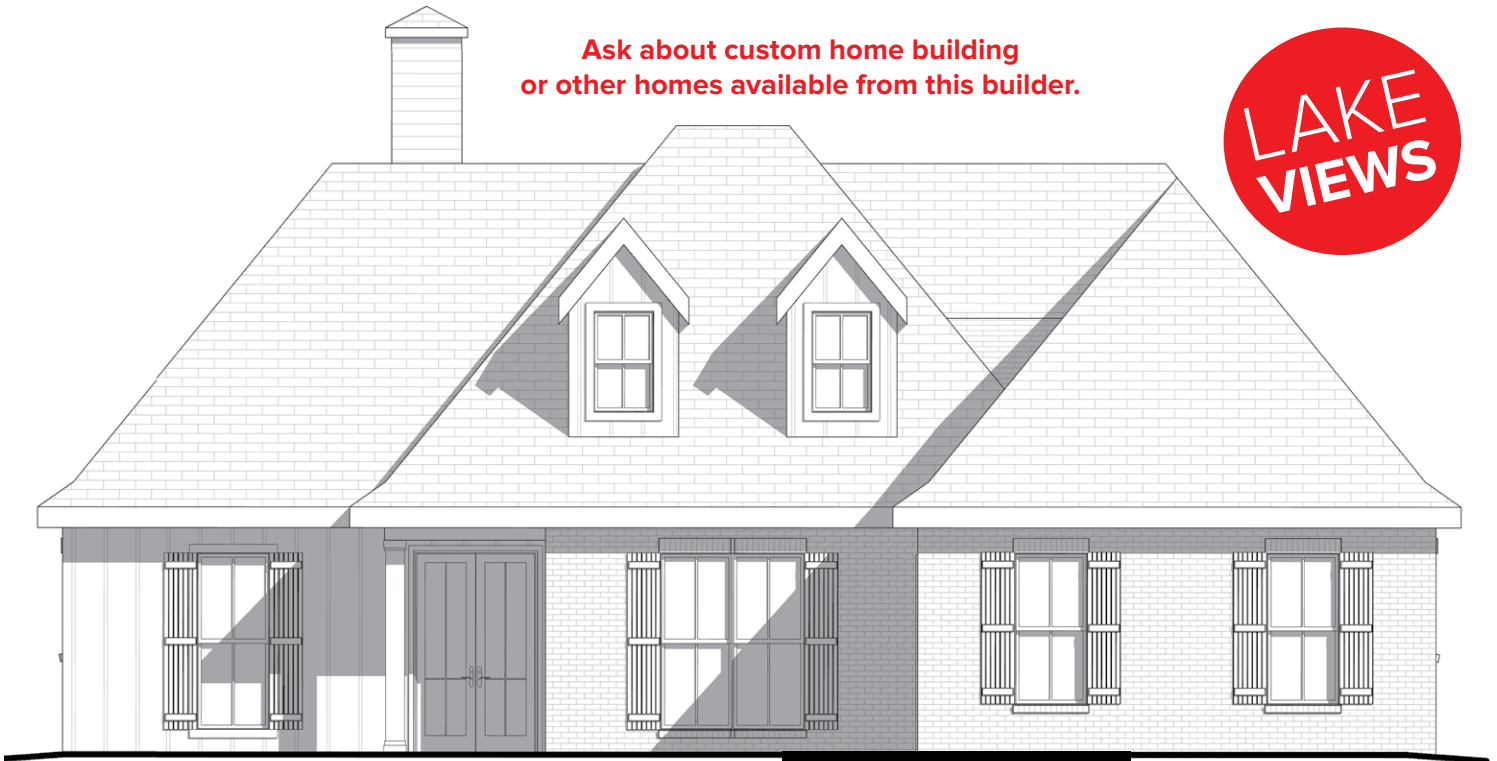 Ask about custom home building
or other homes available from this builder.
LAKE
VIEWS